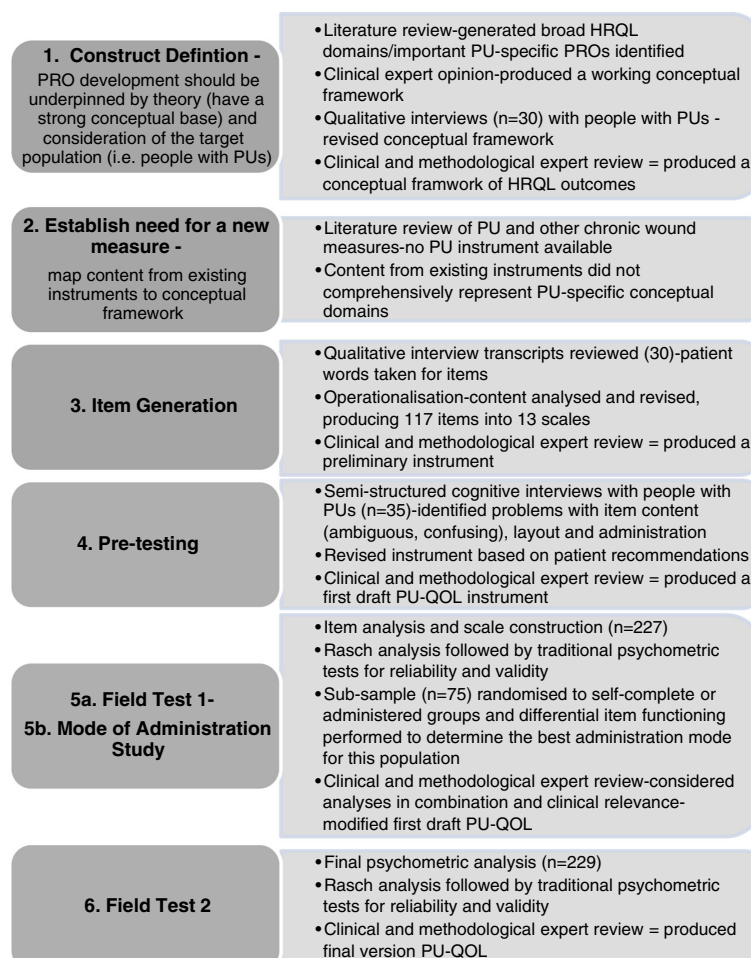 1. Construct Defintion -
PRO development should be
underpinned by theory (have a
strong conceptual base) and
consideration of the target
population (i.e. people with PUs)
•Literature review-generated broad HRQL
domains/important PU-specific PROs identified
•Clinical expert opinion-produced a working conceptual
framework
•Qualitative interviews (n=30) with people with PUs -
revised conceptual framework
•Clinical and methodological expert review = produced a
conceptual framwork of HRQL outcomes
2. Establish need for a new
measure -
map content from existing
instruments to conceptual
framework
•Literature review of PU and other chronic wound
measures-no PU instrument available
•Content from existing instruments did not
comprehensively represent PU-specific conceptual
domains
3. Item Generation
•Qualitative interview transcripts reviewed (30)-patient
words taken for items
•Operationalisation-content analysed and revised,
producing 117 items into 13 scales
•Clinical and methodological expert review = produced a
preliminary instrument
4. Pre-testing
•Semi-structured cognitive interviews with people with
PUs (n=35)-identified problems with item content
(ambiguous, confusing), layout and administration
•Revised instrument based on patient recommendations
•Clinical and methodological expert review = produced a
first draft PU-QOL instrument
5a. Field Test 1-
5b. Mode of Administration
Study
•Item analysis and scale construction (n=227)
•Rasch analysis followed by traditional psychometric
tests for reliability and validity
•Sub-sample (n=75) randomised to self-complete or
administered groups and differential item functioning
performed to determine the best administration mode
for this population
•Clinical and methodological expert review-considered
analyses in combination and clinical relevance-
modified first draft PU-QOL
6. Field Test 2
•Final psychometric analysis (n=229)
•Rasch analysis followed by traditional psychometric
tests for reliability and validity
•Clinical and methodological expert review = produced
final version PU-QOL